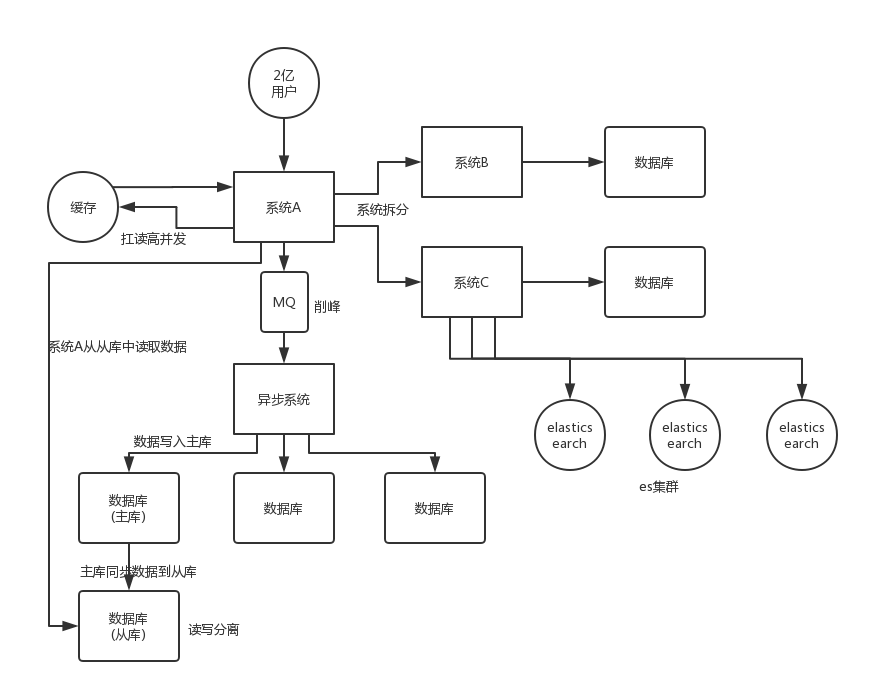 2亿
用户
系统B
数据库
缓存
系统A
系统拆分
扛读高并发
系统C
数据库
MQ
削峰
系统A从从库中读取数据
异步系统
elastics
earch
elastics
earch
elastics
earch
数据写入主库
es集群
数据库
(主库)
数据库
数据库
主库同步数据到从库
数据库
(从库)
读写分离